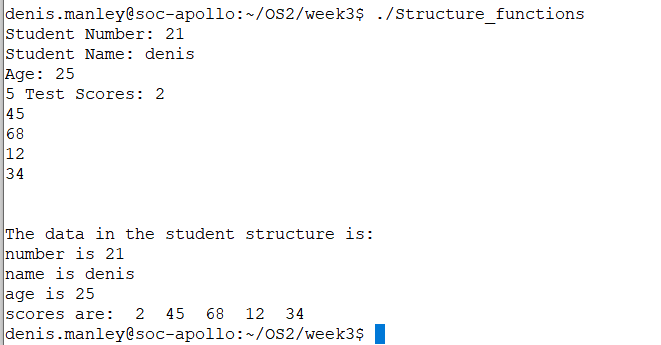 denis.manley@soc-apollo:~/OS2/week3$ ./Structure_functions
Student Number: 21
Student Name: denis
Age: 25
5 Test Scores: 2
45
68
12
34
The data in the student structure is:
number is 21
name is denis
age is 25
scores are:  2  45  68  12  34
denis.manley@soc-apollo:~/OS2/week3$